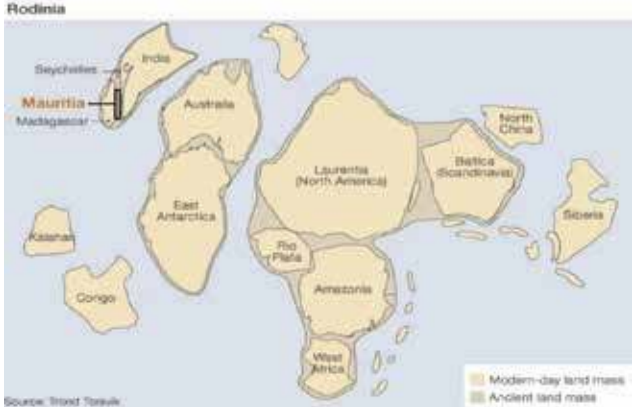 Rodinia
India
Seychelles
Mauritia
Madagascar
Australia
North
China
Laurentia
(North America)
Baltica
(Scandinavia)
East
Antarctica
Siberia
Kalahari
Rio
Plata
Congo
Amazonia
West
Africa
Modern-day land mass
Ancient land mass
Source: Trond Torsvik